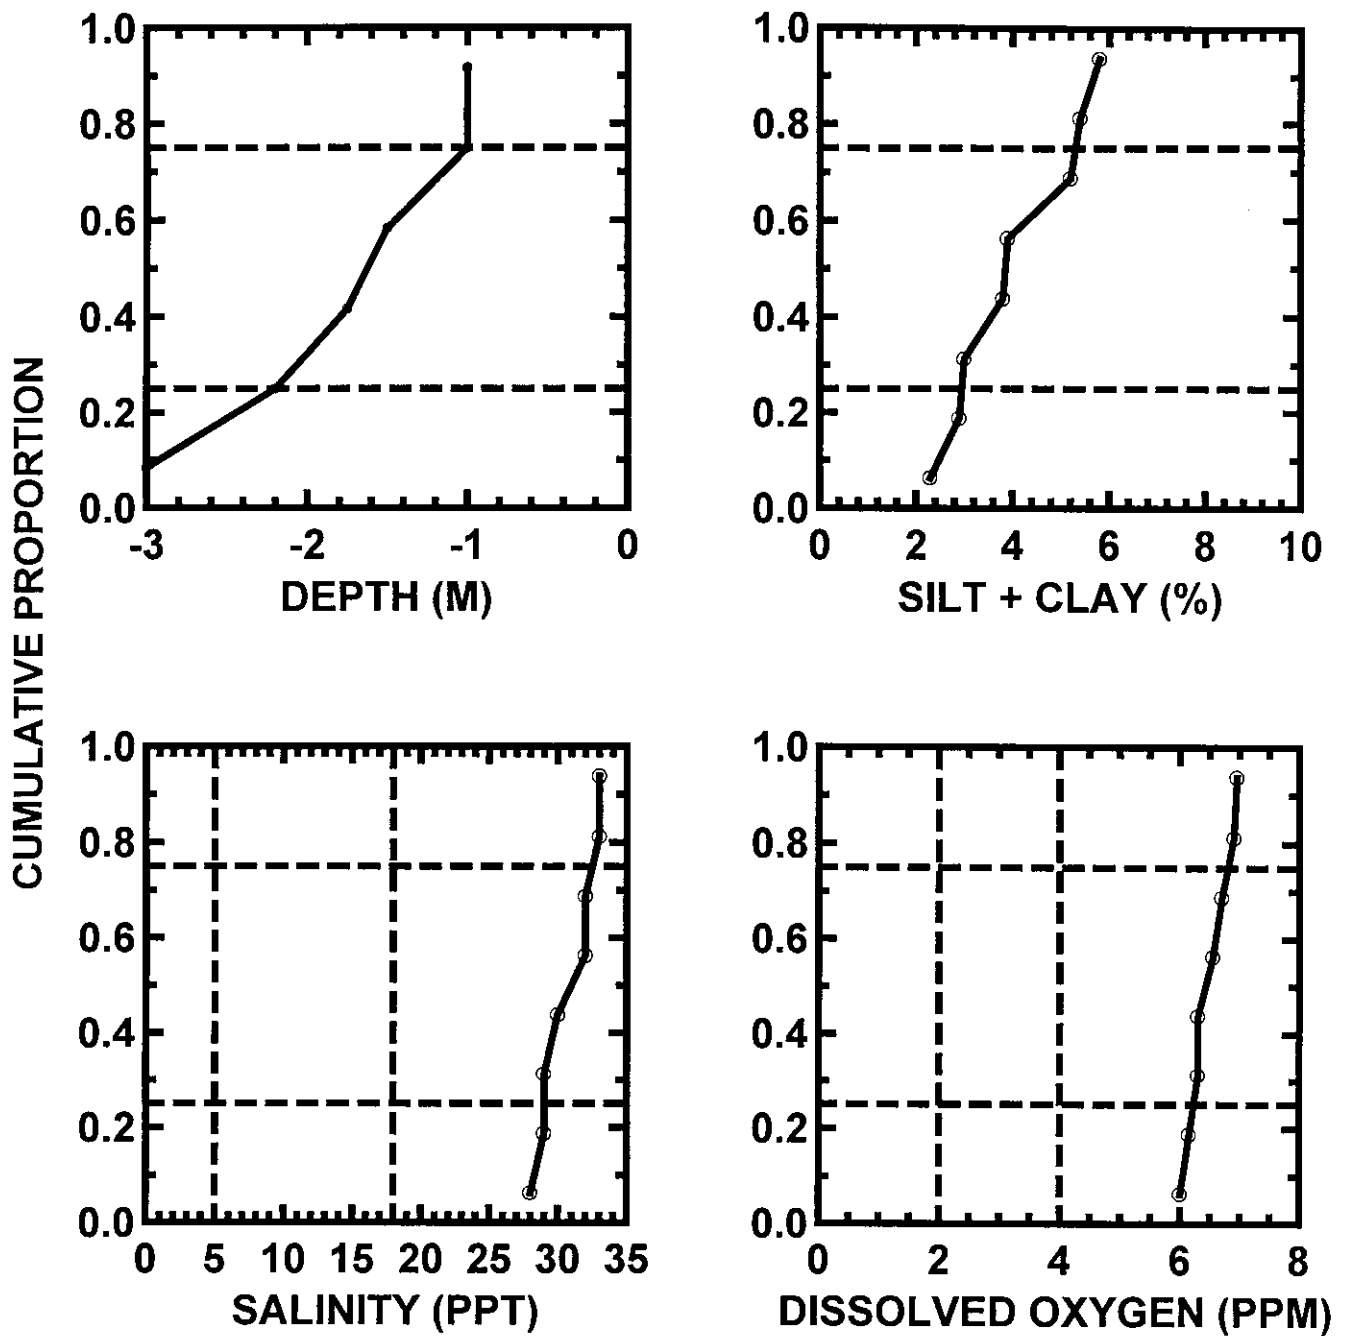 CUMULATIVE PROPORTION
1.0
0.8
0.6
0.4
0.2
0.0
-3 -2 -1 0
DEPTH (M)
1.0
0.8
0.6
0.4
0.2
0.0
0 2 4 6 8 10
SILT + CLAY (%)
1.0
0.8
0.6
0.4
0.2
0.0
0 5 10 15 20 25 30 35
SALINITY (PPT)
1.0
0.8
0.6
0.4
0.2
0.0
0 2 4 6 8
DISSOLVED OXYGEN (PPM)